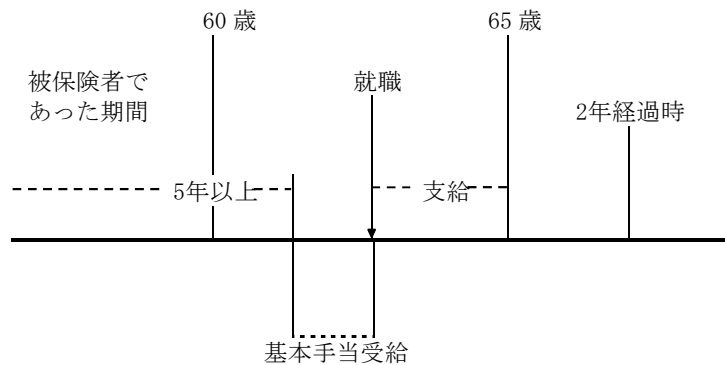 60 歳
65 歳
被保険者で
あった期間
就職
2年経過時
5年以上
支給
基本手当受給